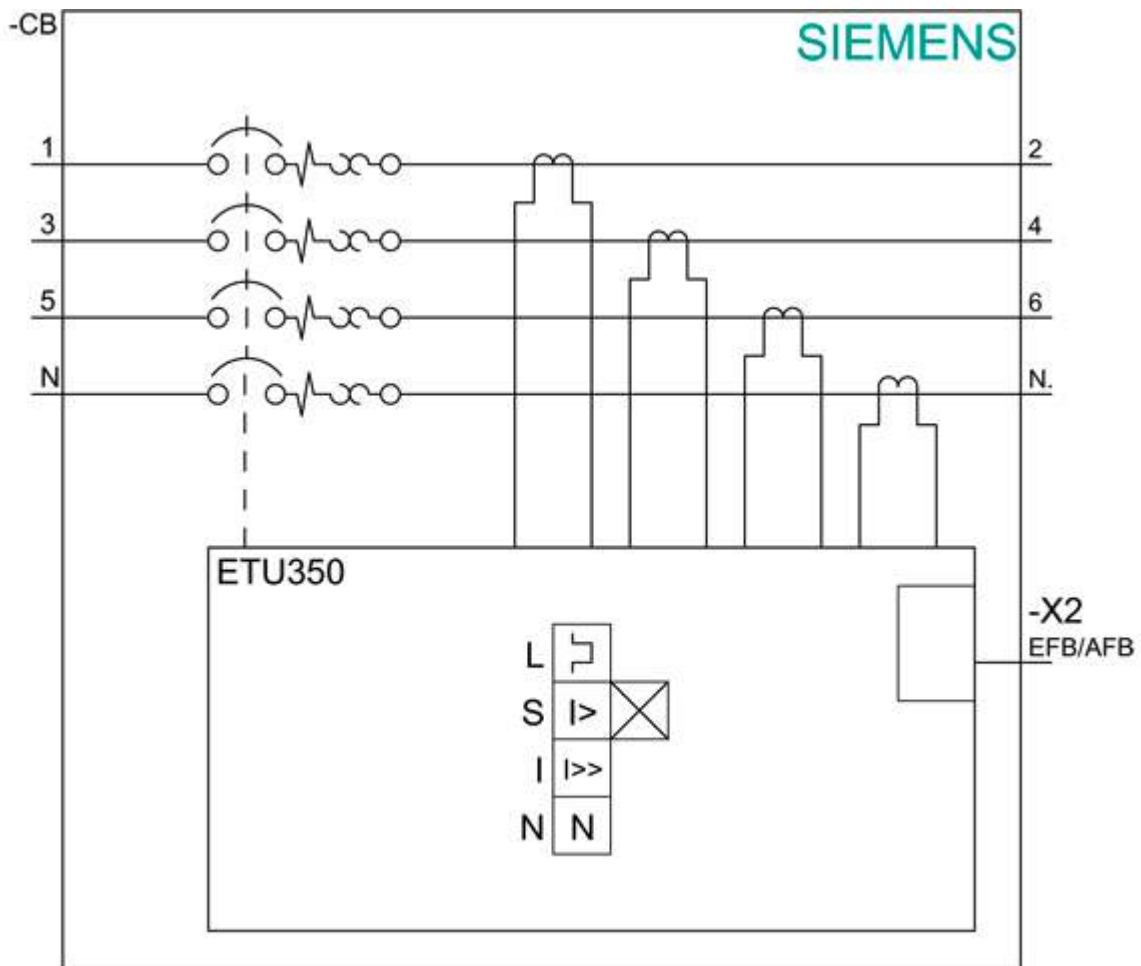 -CB
SIEMENS
1
2
3
4
5
6
N
N.
ETU350
-X2
EFB/AFB
L
S I>
I I>>
N N